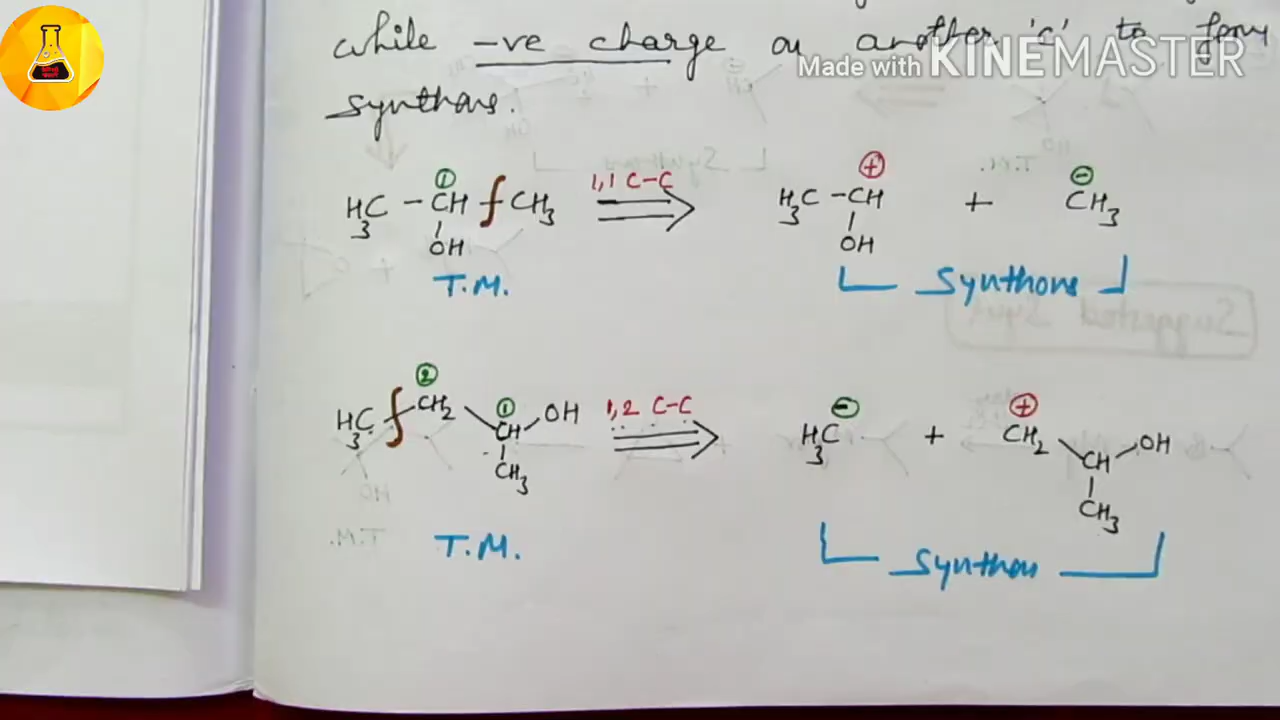 while -ve charge on another 'c' to form
Made with KINEMASTER
synthons.
H3C - CH(OH) - CH3 ① 1,1 C-C ⇒ H3C - CH(OH) ⊕ + CH3 ⊖
T.M. Synthons
H3C - CH2 ② - CH(CH3) ① - OH 1,2 C-C ⇒ H3C ⊖ + CH2 ⊕ - CH(CH3) - OH
T.M. Synthon